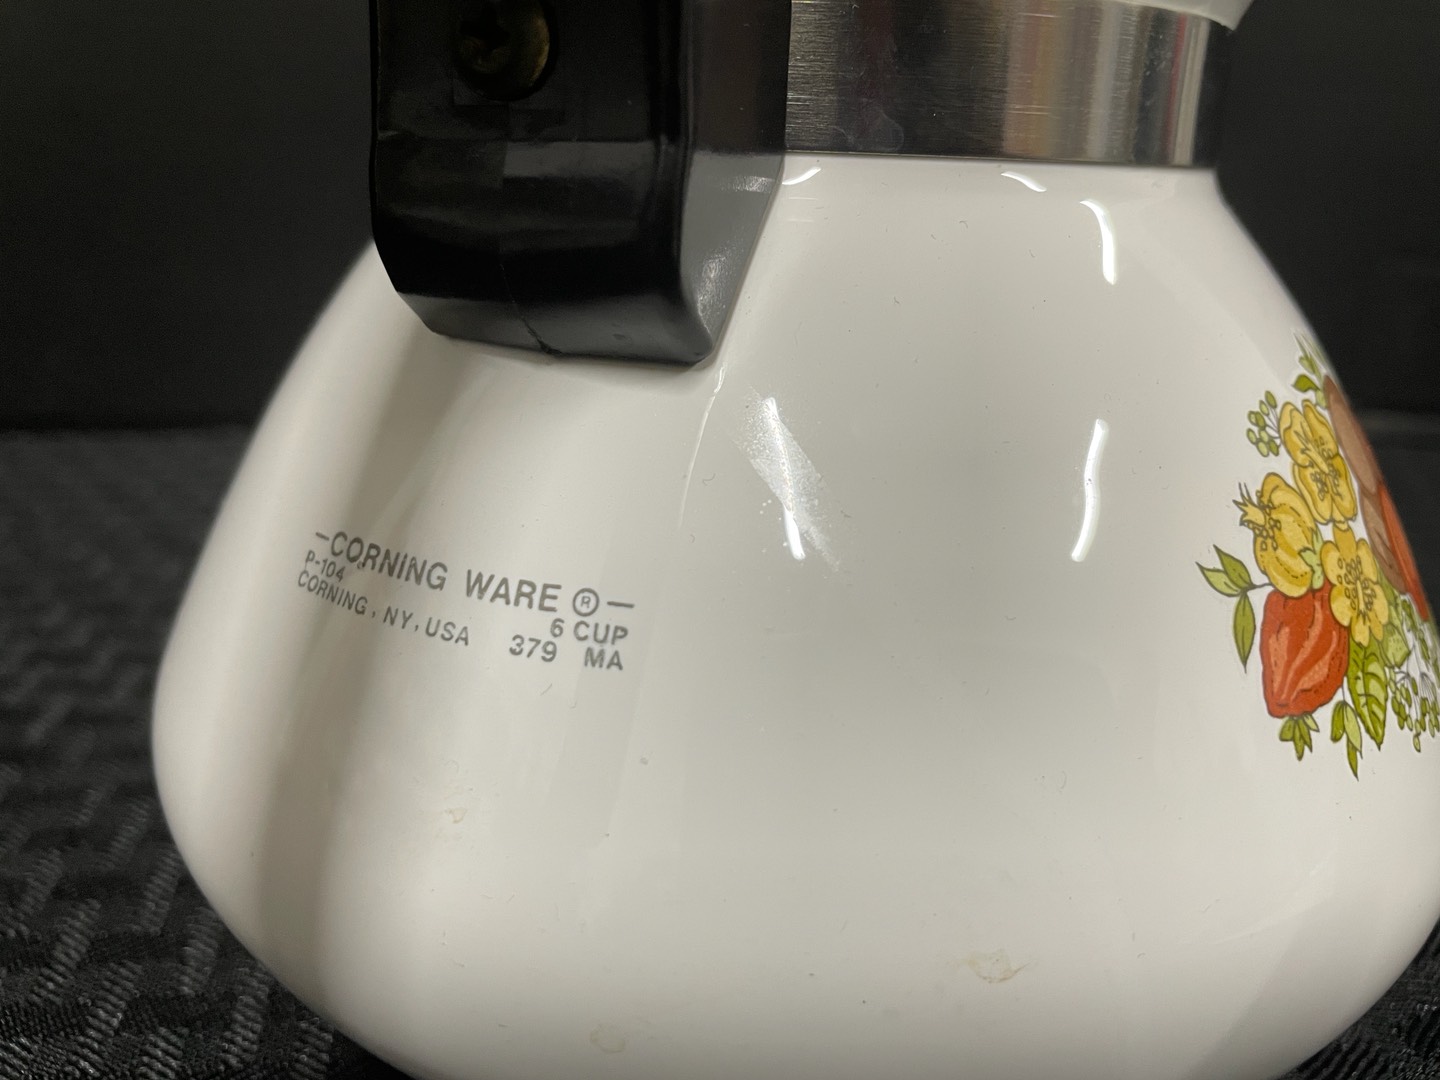 —CORNING WARE ®—
P-104 6 CUP
CORNING, NY, USA 379 MA